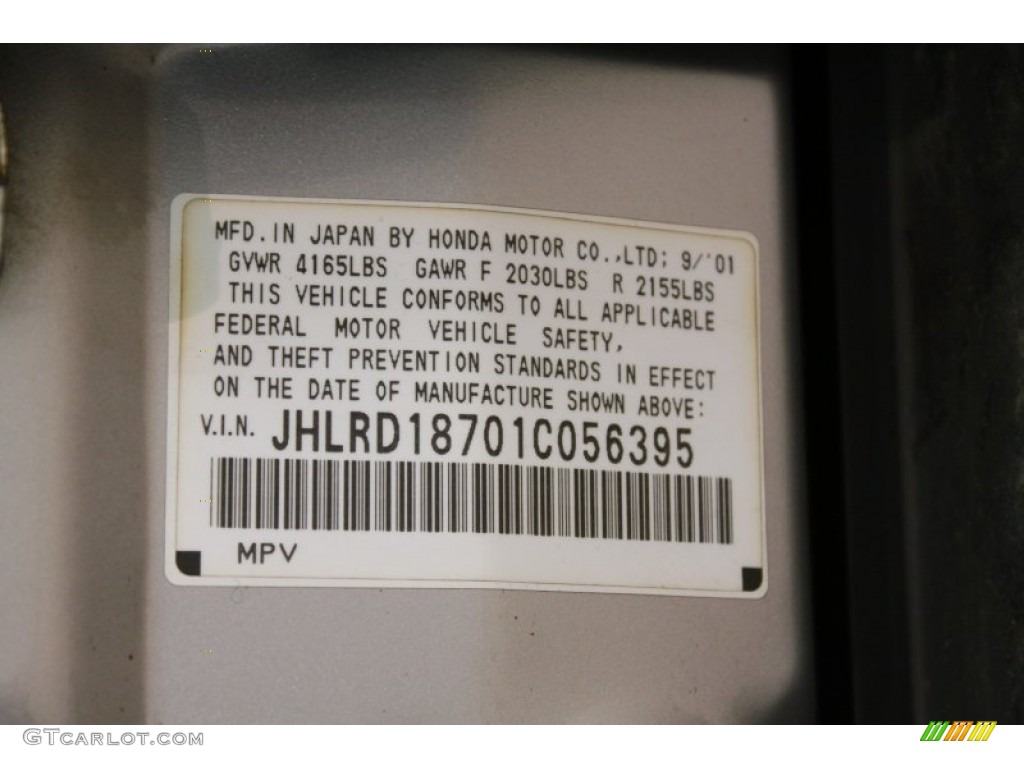 MFD. IN JAPAN BY HONDA MOTOR CO.,LTD; 9/'01
GVWR 4165LBS GAWR F 2030LBS R 2155LBS
THIS VEHICLE CONFORMS TO ALL APPLICABLE
FEDERAL MOTOR VEHICLE SAFETY,
AND THEFT PREVENTION STANDARDS IN EFFECT
ON THE DATE OF MANUFACTURE SHOWN ABOVE:
V.I.N. JHLRD18701C056395
MPV
GTCARLOT.COM